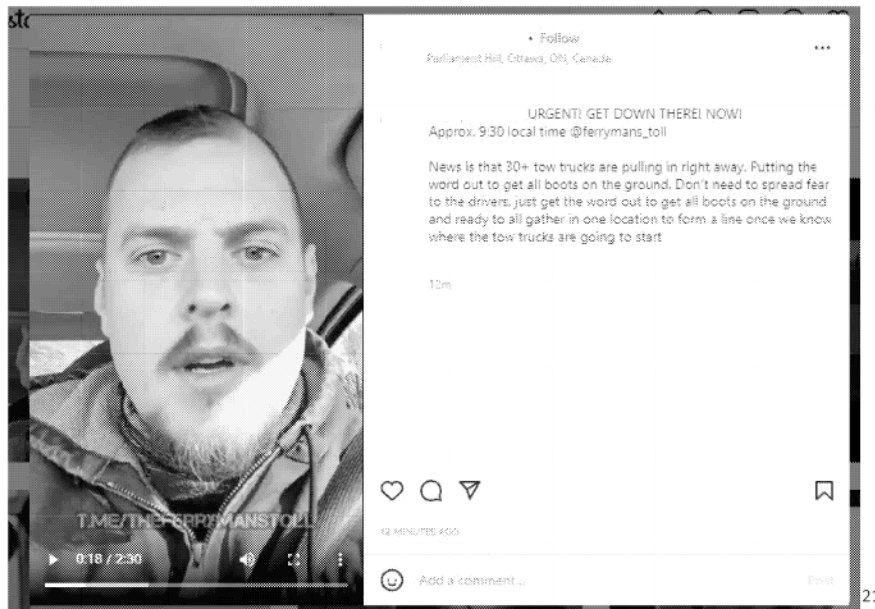 • Follow
...
Parliament Hill, Ottawa, ON, Canada
URGENT! GET DOWN THERE! NOW!
Approx. 9:30 local time @ferrymans_toll
News is that 30+ tow trucks are pulling in right away. Putting the
word out to get all boots on the ground. Don't need to spread fear
to the drivers, just get the word out to get all boots on the ground
and ready to all gather in one location to form a line once we know
where the tow trucks are going to start
12m
T.ME/THEFERRYMANSTOLL
0:18 / 2:30
12 MINUTES AGO
Add a comment...
Post
21